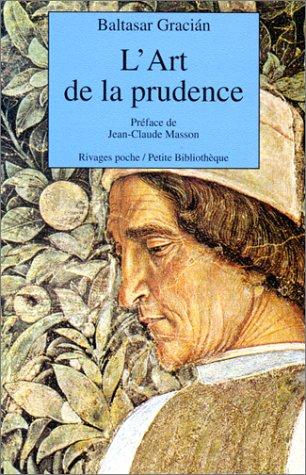 Baltasar Gracián
L'Art
de la prudence
Préface de
Jean-Claude Masson
Rivages poche / Petite Bibliothèque